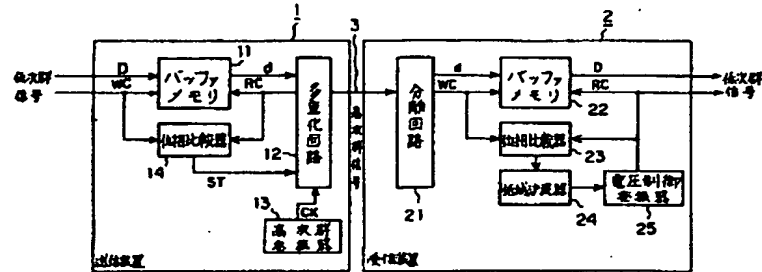 1
2
11
3
低次群
信号
D
WC
バッファ
メモリ
d
RC
多重化回路
12
位相比較器
14
ST
13
CK
高次群
発振器
送信装置
高次群信号
分離回路
21
d
WC
バッファ
メモリ
22
D
RC
低次群
信号
位相比較器
23
低域ろ波器
24
電圧制御
発振器
25
受信装置